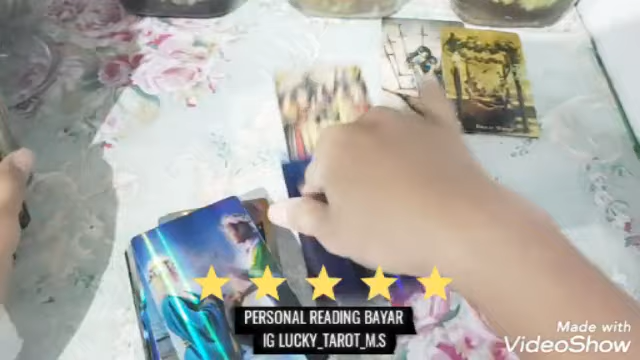 PERSONAL READING BAYAR
IG LUCKY_TAROT_M.S
Made with
VideoShow